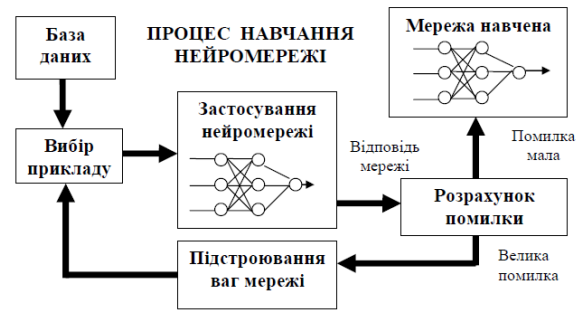 База
даних
ПРОЦЕС НАВЧАННЯ
НЕЙРОМЕРЕЖІ
Мережа навчена
Вибір
прикладу
Застосування
нейромережі
Відповідь
мережі
Помилка
мала
Розрахунок
помилки
Підстроювання
ваг мережі
Велика
помилка